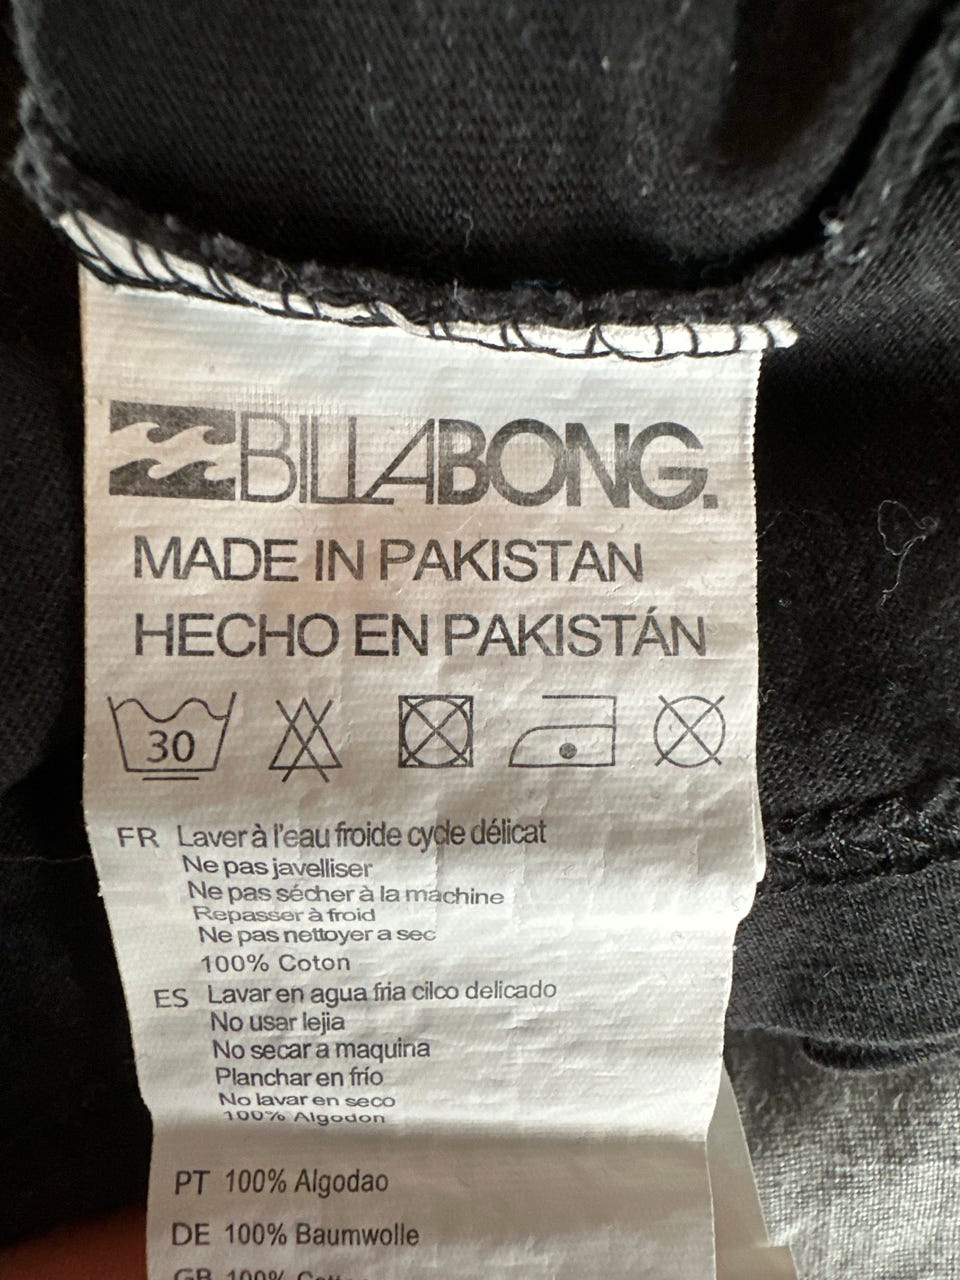 BILLABONG.
MADE IN PAKISTAN
HECHO EN PAKISTÁN
30
FR Laver à l'eau froide cycle délicat
Ne pas javelliser
Ne pas sécher à la machine
Repasser à froid
Ne pas nettoyer a sec
100% Coton
ES Lavar en agua fria cilco delicado
No usar lejia
No secar a maquina
Planchar en frío
No lavar en seco
100% Algodon
PT 100% Algodao
DE 100% Baumwolle
GB 100%